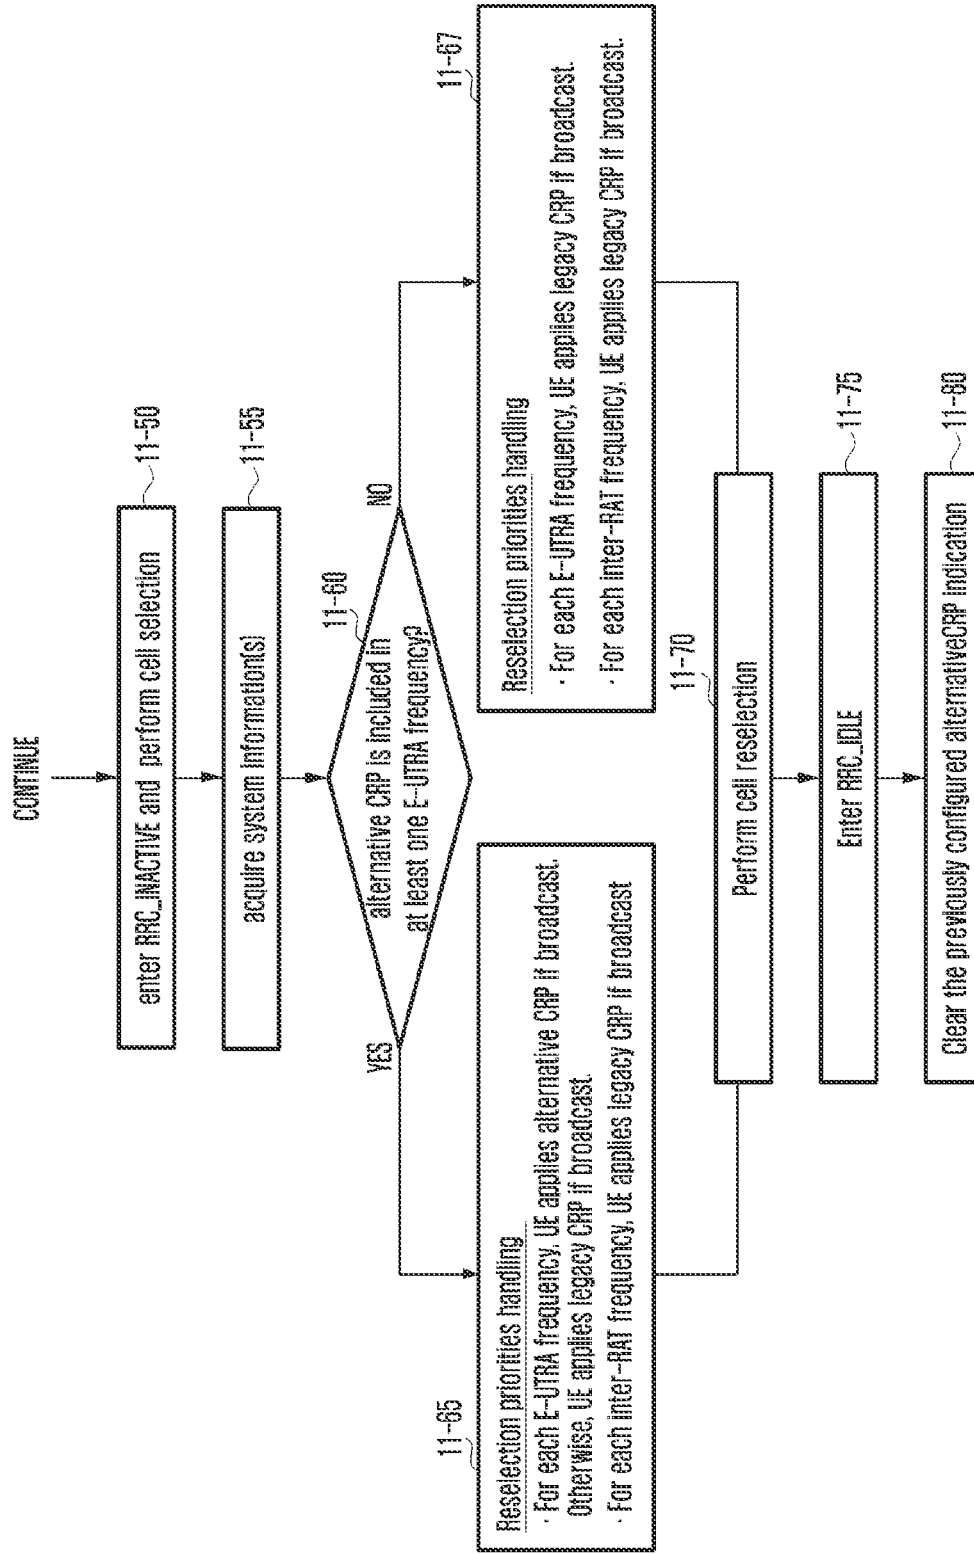 CONTINUE
enter RRC_INACTIVE and perform cell selection
11-50
acquire system information(s)
11-55
alternative CRP is included in
at least one E-UTRA frequency?
11-60
YES
NO
11-65
Reselection priorities handling
· For each E-UTRA frequency, UE applies alternative CRP if broadcast.
Otherwise, UE applies legacy CRP if broadcast.
· For each inter-RAT frequency, UE applies legacy CRP if broadcast
11-67
Reselection priorities handling
· For each E-UTRA frequency, UE applies legacy CRP if broadcast.
· For each inter-RAT frequency, UE applies legacy CRP if broadcast.
11-70
Perform cell reselection
Enter RRC_IDLE
11-75
Clear the previously configured alternativeCRP indication
11-80